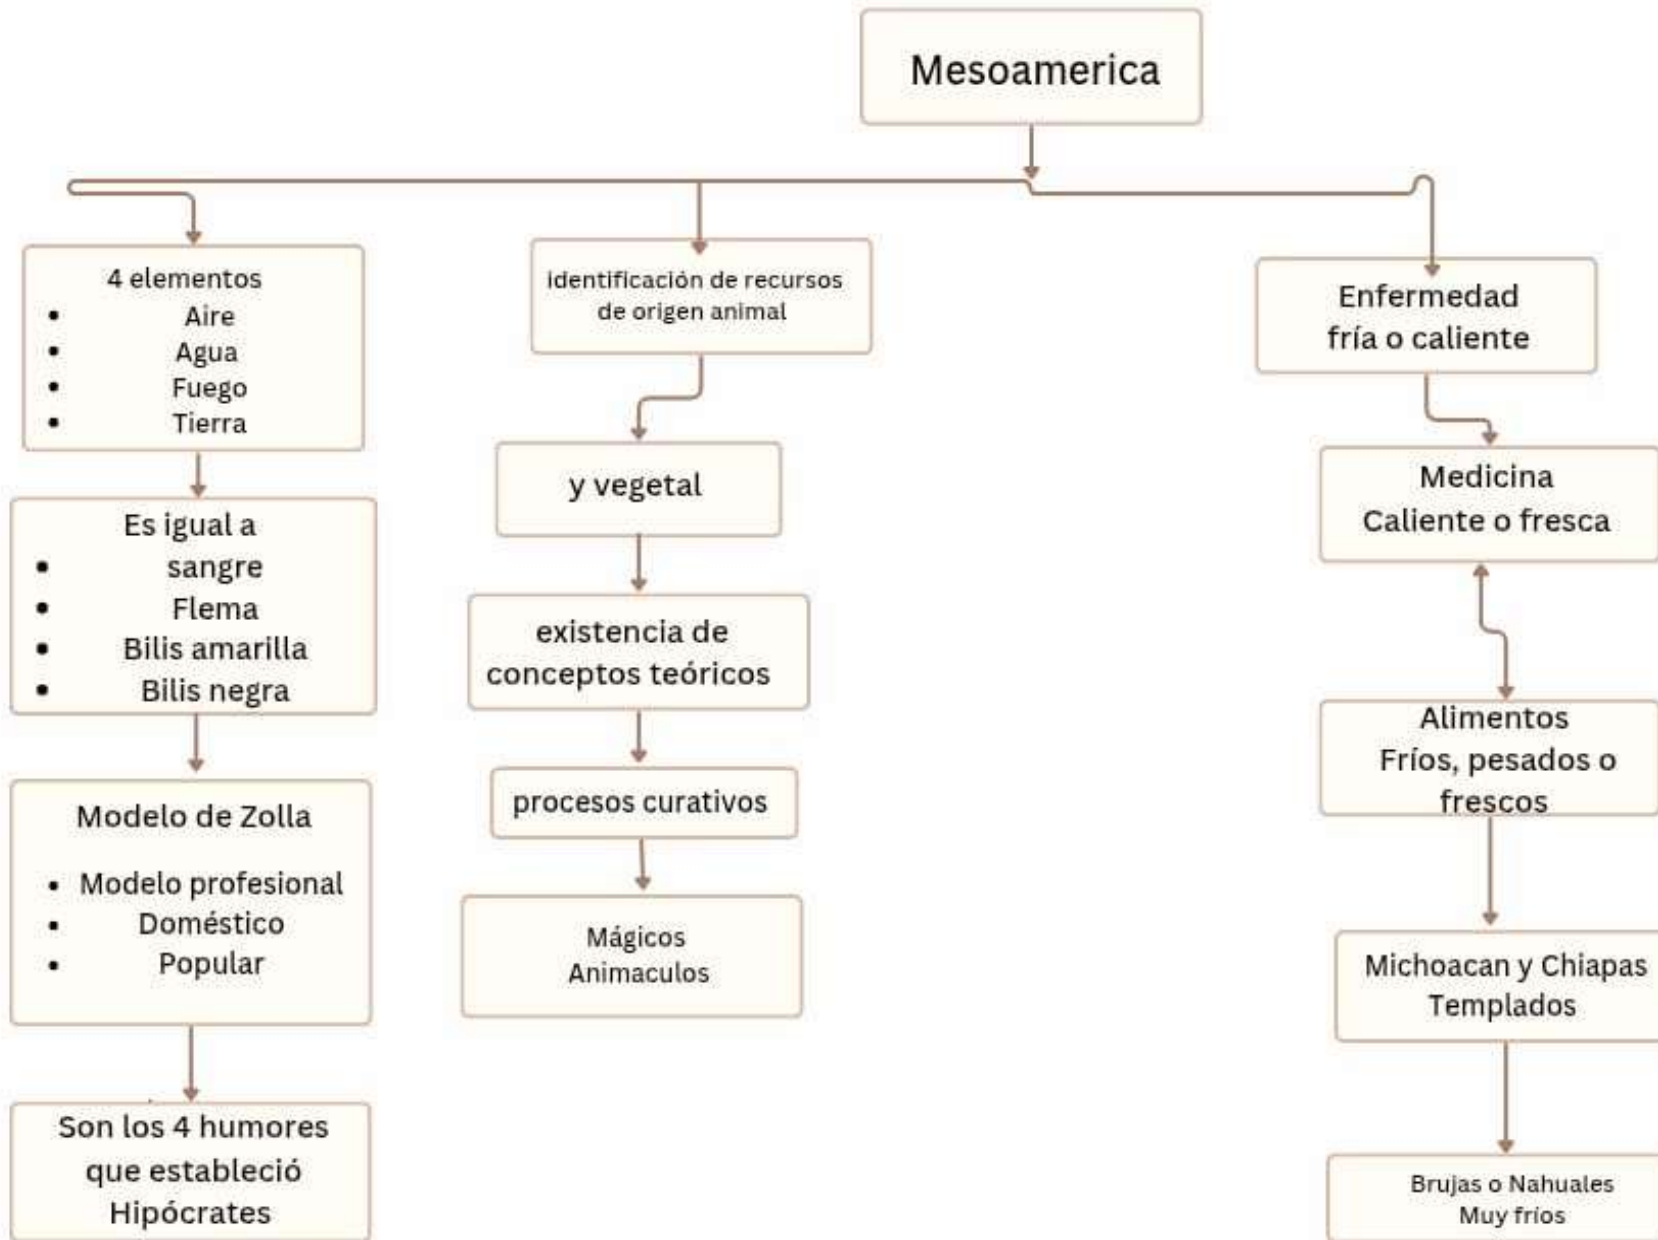 Mesoamerica
4 elementos
• Aire
• Agua
• Fuego
• Tierra
Es igual a
• sangre
• Flema
• Bilis amarilla
• Bilis negra
Modelo de Zolla
• Modelo profesional
• Doméstico
• Popular
Son los 4 humores
que estableció
Hipócrates
identificación de recursos
de origen animal
y vegetal
existencia de
conceptos teóricos
procesos curativos
Mágicos
Animaculos
Enfermedad
fría o caliente
Medicina
Caliente o fresca
Alimentos
Fríos, pesados o
frescos
Michoacan y Chiapas
Templados
Brujas o Nahuales
Muy fríos